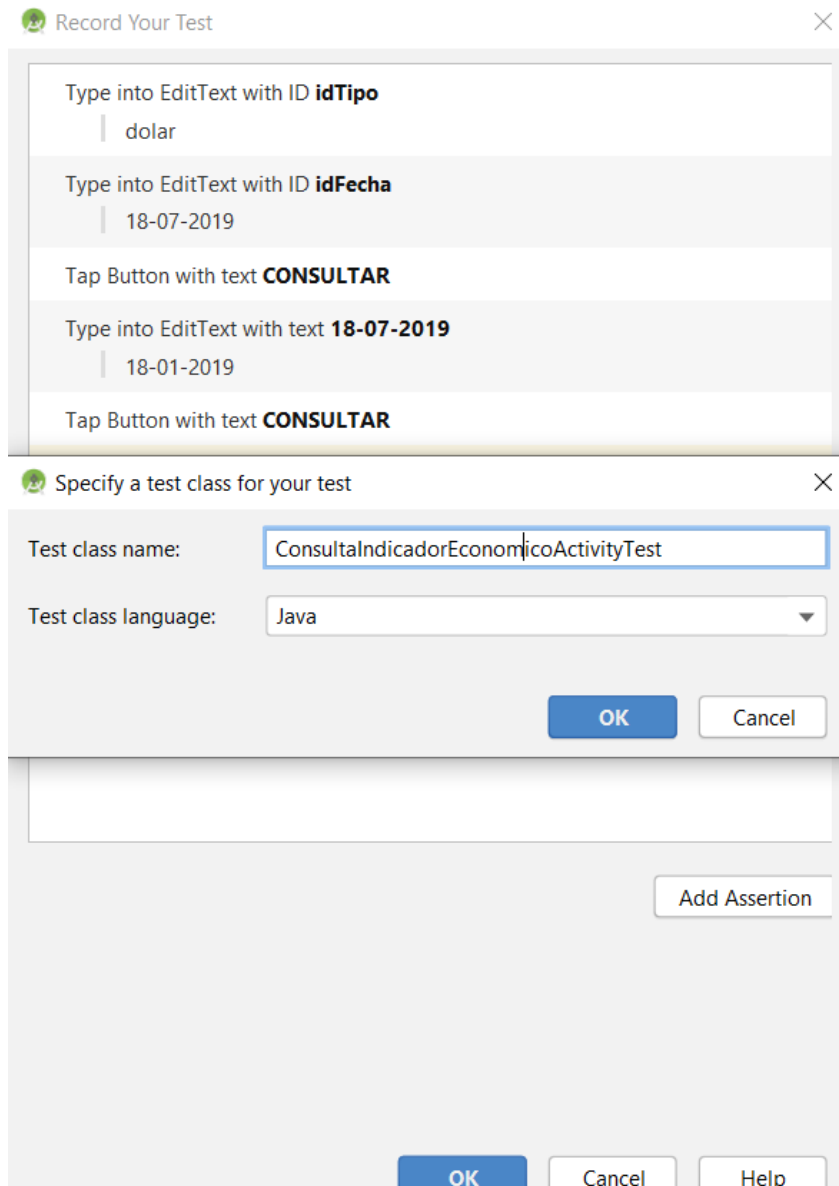 Record Your Test
Type into EditText with ID idTipo
dolar
Type into EditText with ID idFecha
18-07-2019
Tap Button with text CONSULTAR
Type into EditText with text 18-07-2019
18-01-2019
Tap Button with text CONSULTAR
Specify a test class for your test
Test class name: ConsultaIndicadorEconomicoActivityTest
Test class language: Java
OK Cancel
Add Assertion
OK Cancel Help